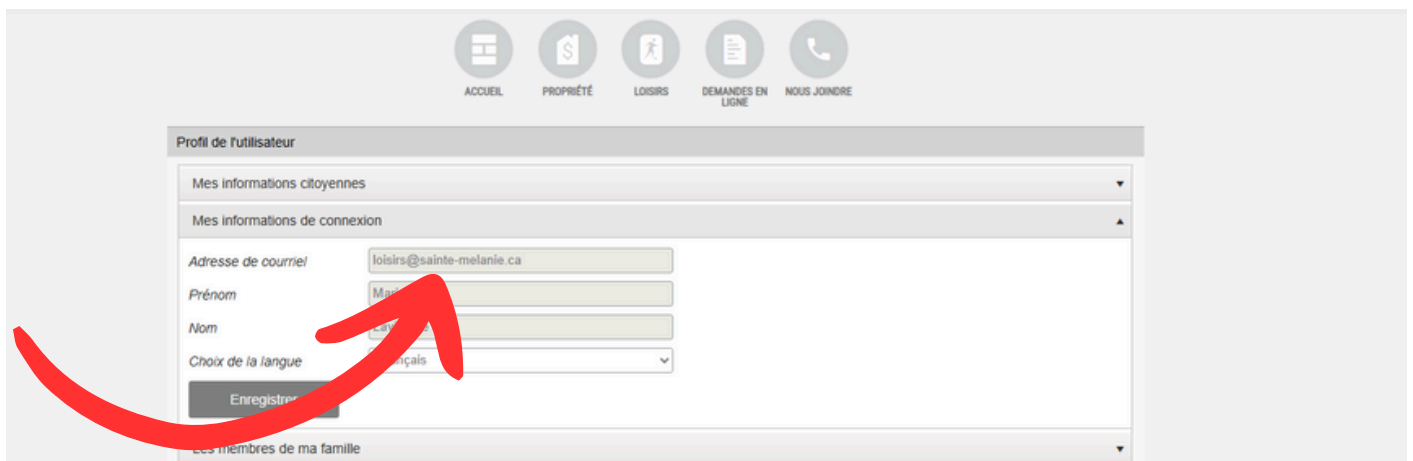 ACCUEIL
PROPRIÉTÉ
LOISIRS
DEMANDES EN LIGNE
NOUS JOINDRE
Profil de l'utilisateur
Mes informations citoyennes
Mes informations de connexion
Adresse de courriel loisirs@sainte-melanie.ca
Prénom
Nom
Choix de la langue
Enregistrer
Les membres de ma famille